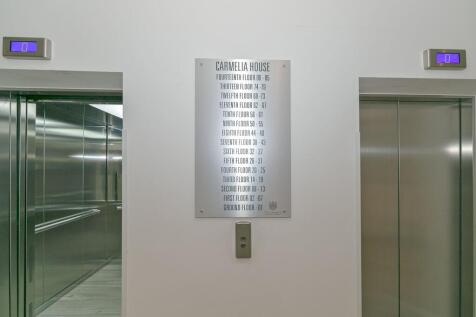 0
0
CARMELIA HOUSE
FOURTEENTH FLOOR 80 - 85
THIRTEENTH FLOOR 74 - 79
TWELFTH FLOOR 68 - 73
ELEVENTH FLOOR 62 - 67
TENTH FLOOR 56 - 61
NINTH FLOOR 50 - 55
EIGHTH FLOOR 44 - 49
SEVENTH FLOOR 38 - 43
SIXTH FLOOR 32 - 37
FIFTH FLOOR 26 - 31
FOURTH FLOOR 20 - 25
THIRD FLOOR 14 - 19
SECOND FLOOR 08 - 13
FIRST FLOOR 02 - 07
GROUND FLOOR - 01